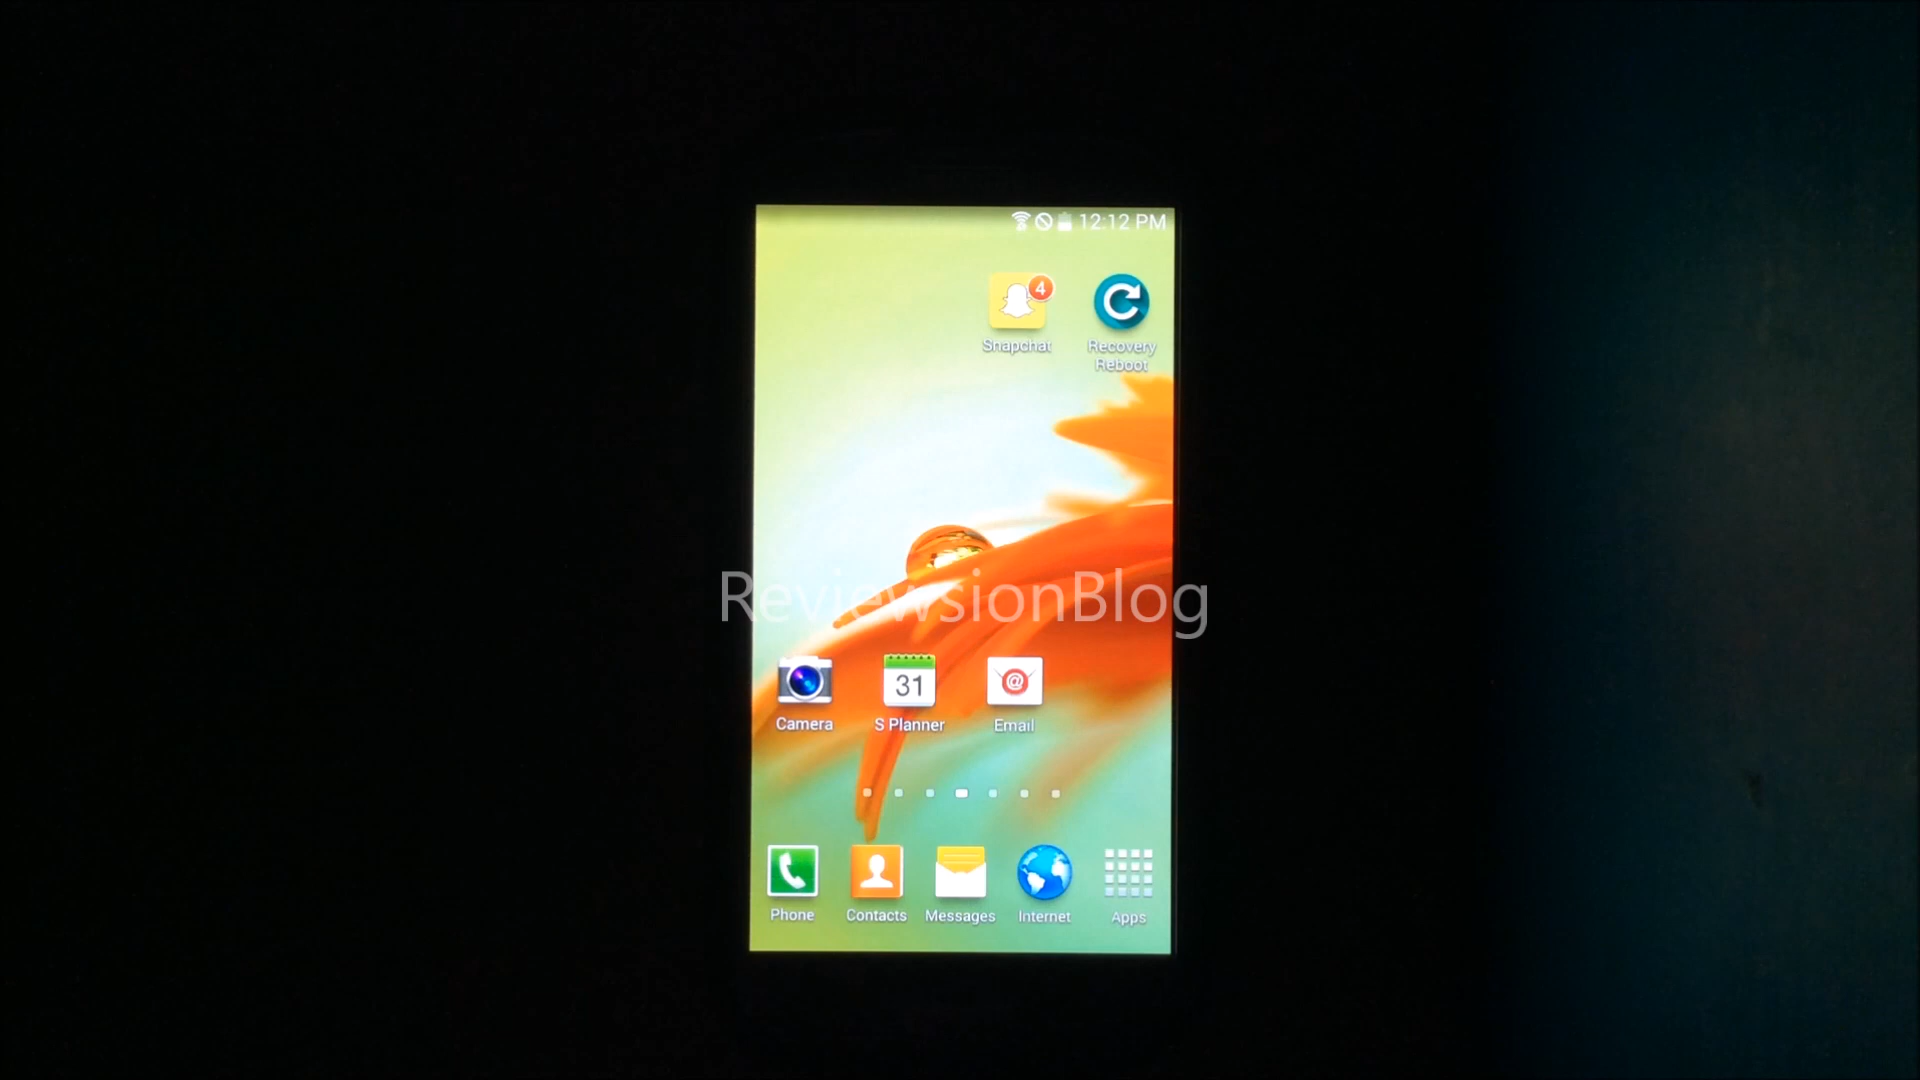 12:12 PM
4
Snapchat
Recovery
Reboot
ReviewsionBlog
31
@
Camera
S Planner
Email
Phone
Contacts
Messages
Internet
Apps